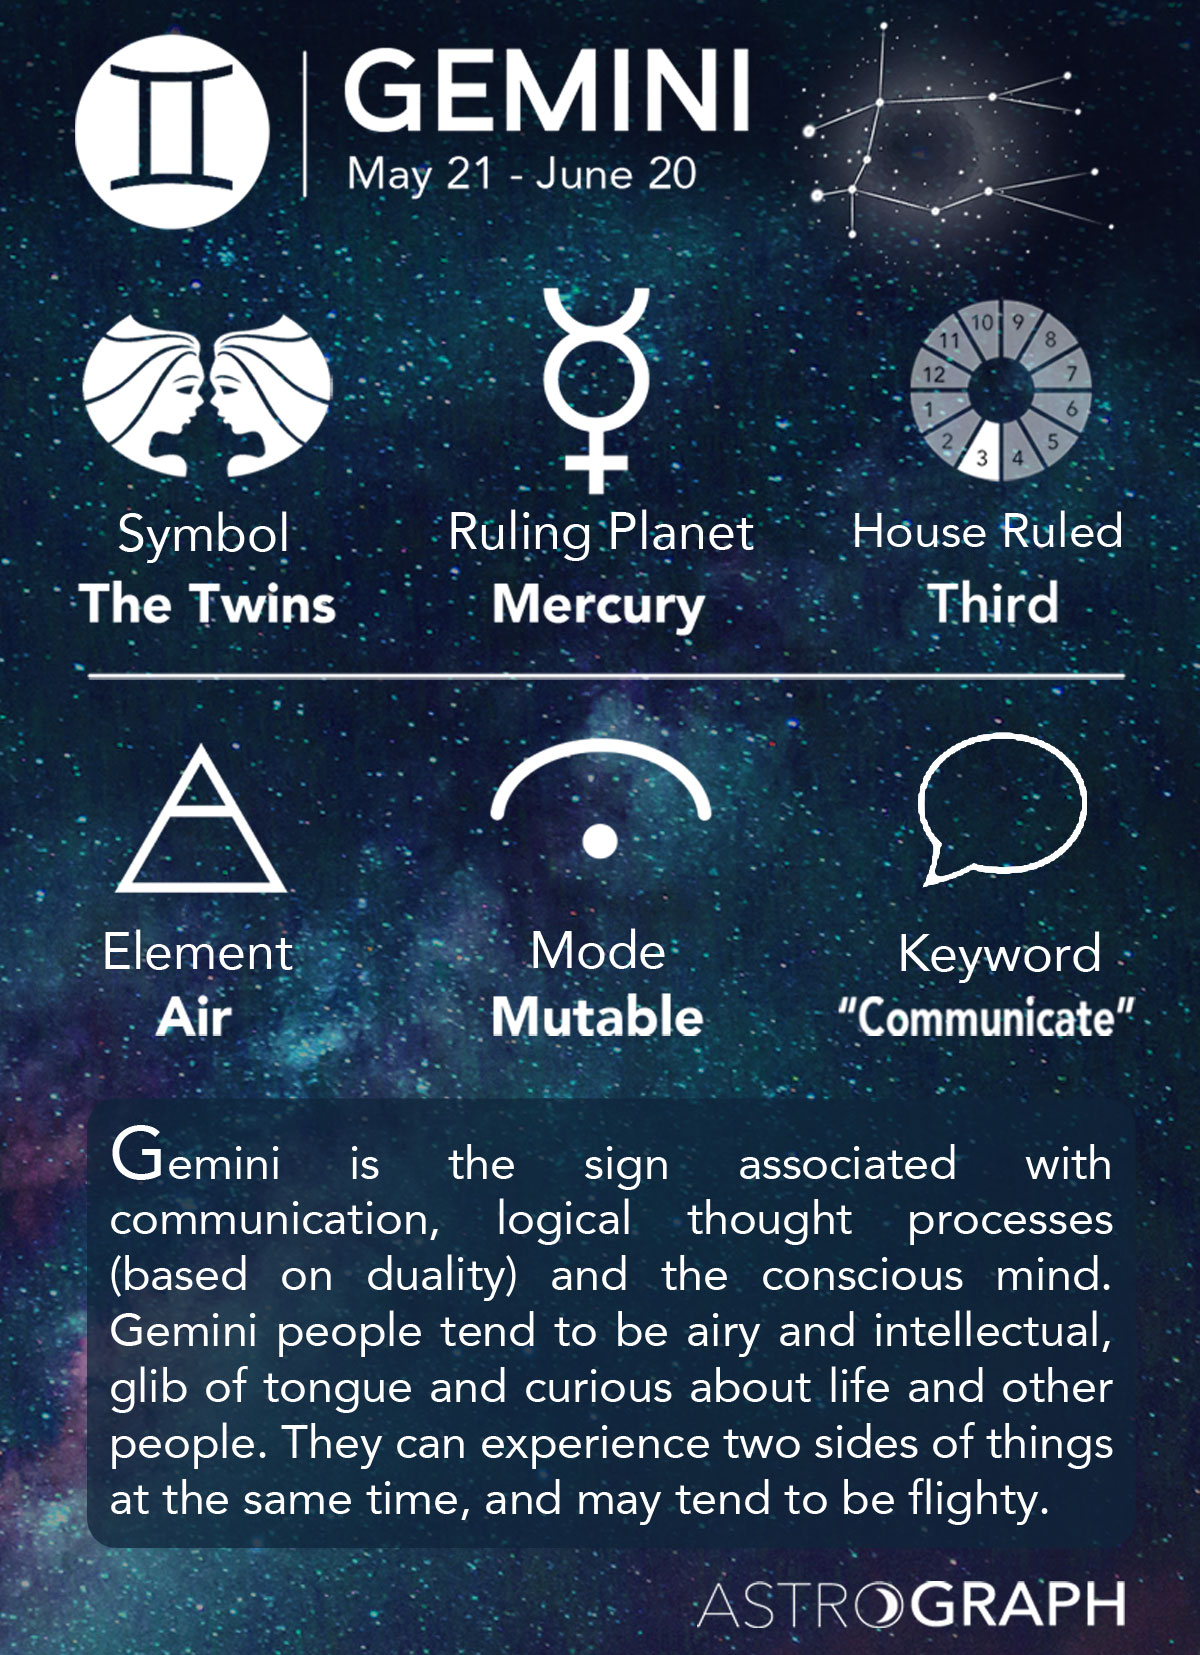 GEMINI
May 21 - June 20
10 9
11 8
12 7
1 6
2 5
3 4
Symbol
The Twins
Ruling Planet
Mercury
House Ruled
Third
Element
Air
Mode
Mutable
Keyword
“Communicate”
Gemini is the sign associated with
communication, logical thought processes
(based on duality) and the conscious mind.
Gemini people tend to be airy and intellectual,
glib of tongue and curious about life and other
people. They can experience two sides of things
at the same time, and may tend to be flighty.
ASTROGRAPH